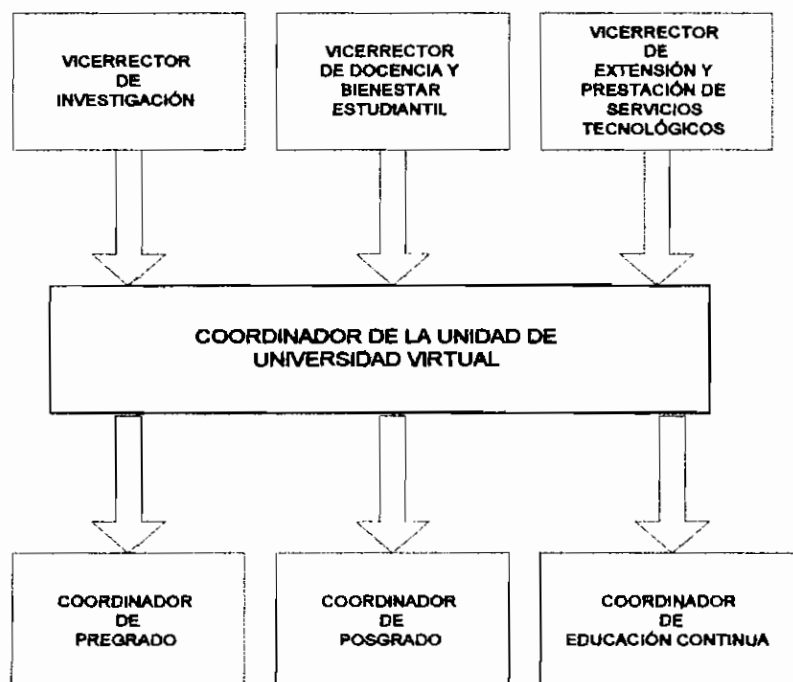 VICERRECTOR
DE
INVESTIGACIÓN
VICERRECTOR
DE DOCENCIA Y
BIENESTAR
ESTUDIANTIL
VICERRECTOR
DE
EXTENSIÓN Y
PRESTACIÓN DE
SERVICIOS
TECNOLÓGICOS
COORDINADOR DE LA UNIDAD DE
UNIVERSIDAD VIRTUAL
COORDINADOR
DE
PREGRADO
COORDINADOR
DE
POSGRADO
COORDINADOR
DE
EDUCACIÓN CONTINUA